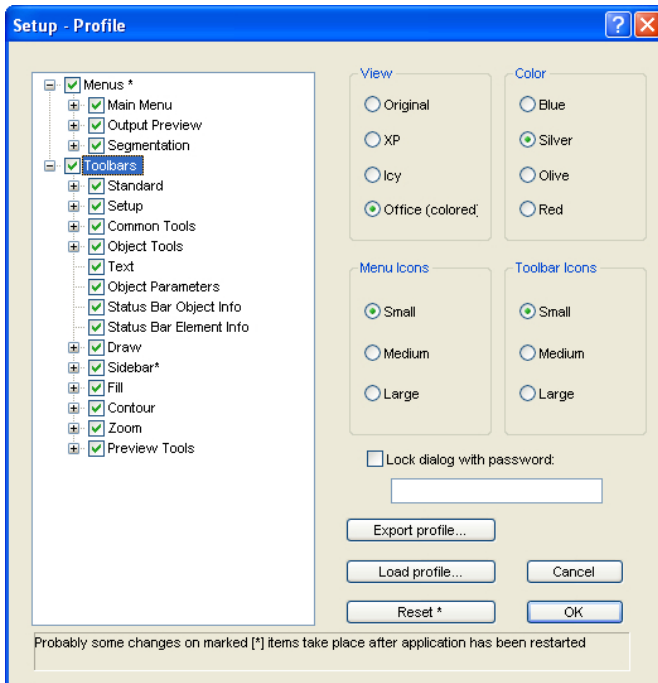 Setup - Profile
Menus *
Main Menu
Output Preview
Segmentation
Toolbars
Standard
Setup
Common Tools
Object Tools
Text
Object Parameters
Status Bar Object Info
Status Bar Element Info
Draw
Sidebar*
Fill
Contour
Zoom
Preview Tools
View
Original
XP
Icy
Office (colored)
Color
Blue
Silver
Olive
Red
Menu Icons
Small
Medium
Large
Toolbar Icons
Small
Medium
Large
Lock dialog with password:
Export profile...
Load profile...
Cancel
Reset *
OK
Probably some changes on marked [*] items take place after application has been restarted